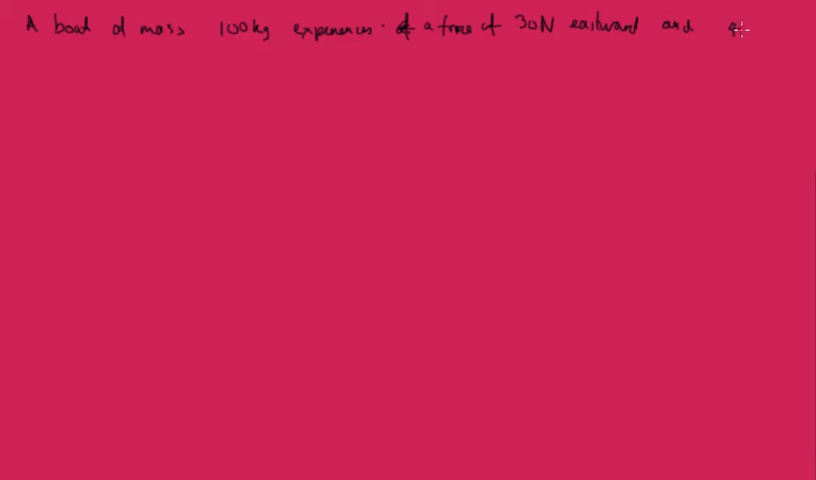 A boat of mass 100kg experiences a force of 30N eastward and